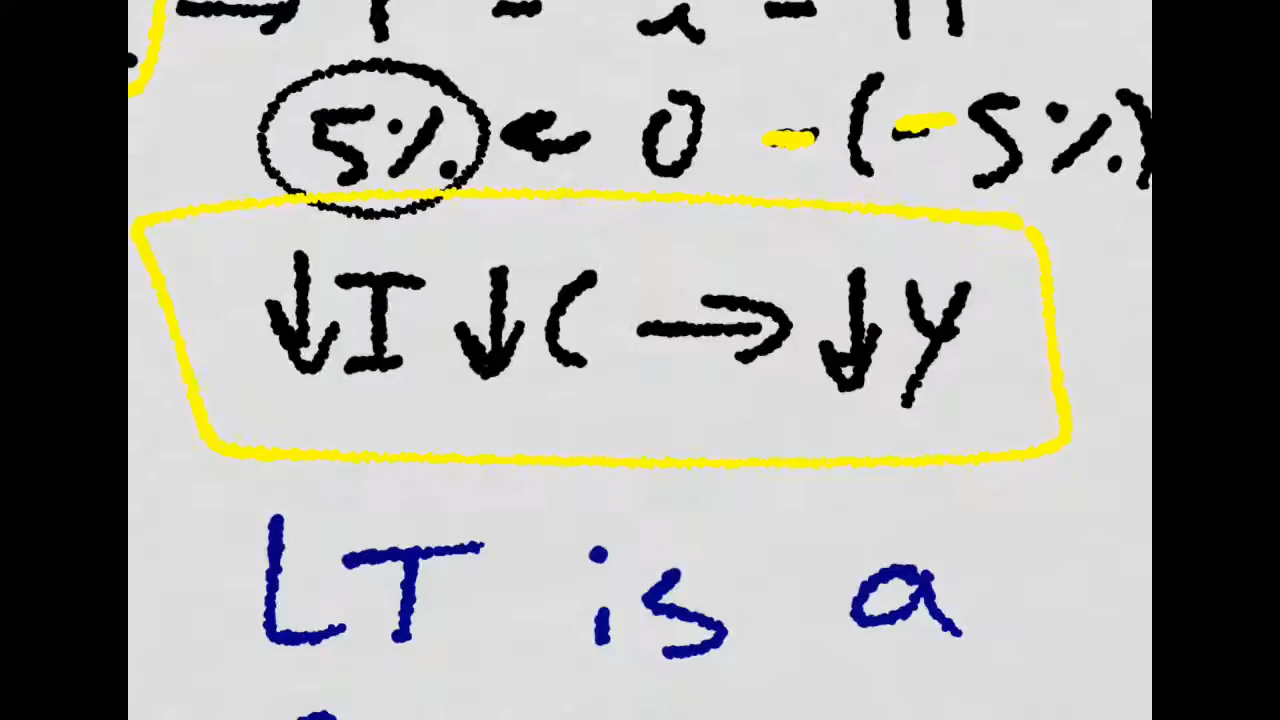 → r = i - π
5% ← 0 - (-5%)
↓I ↓C → ↓Y
LT is a